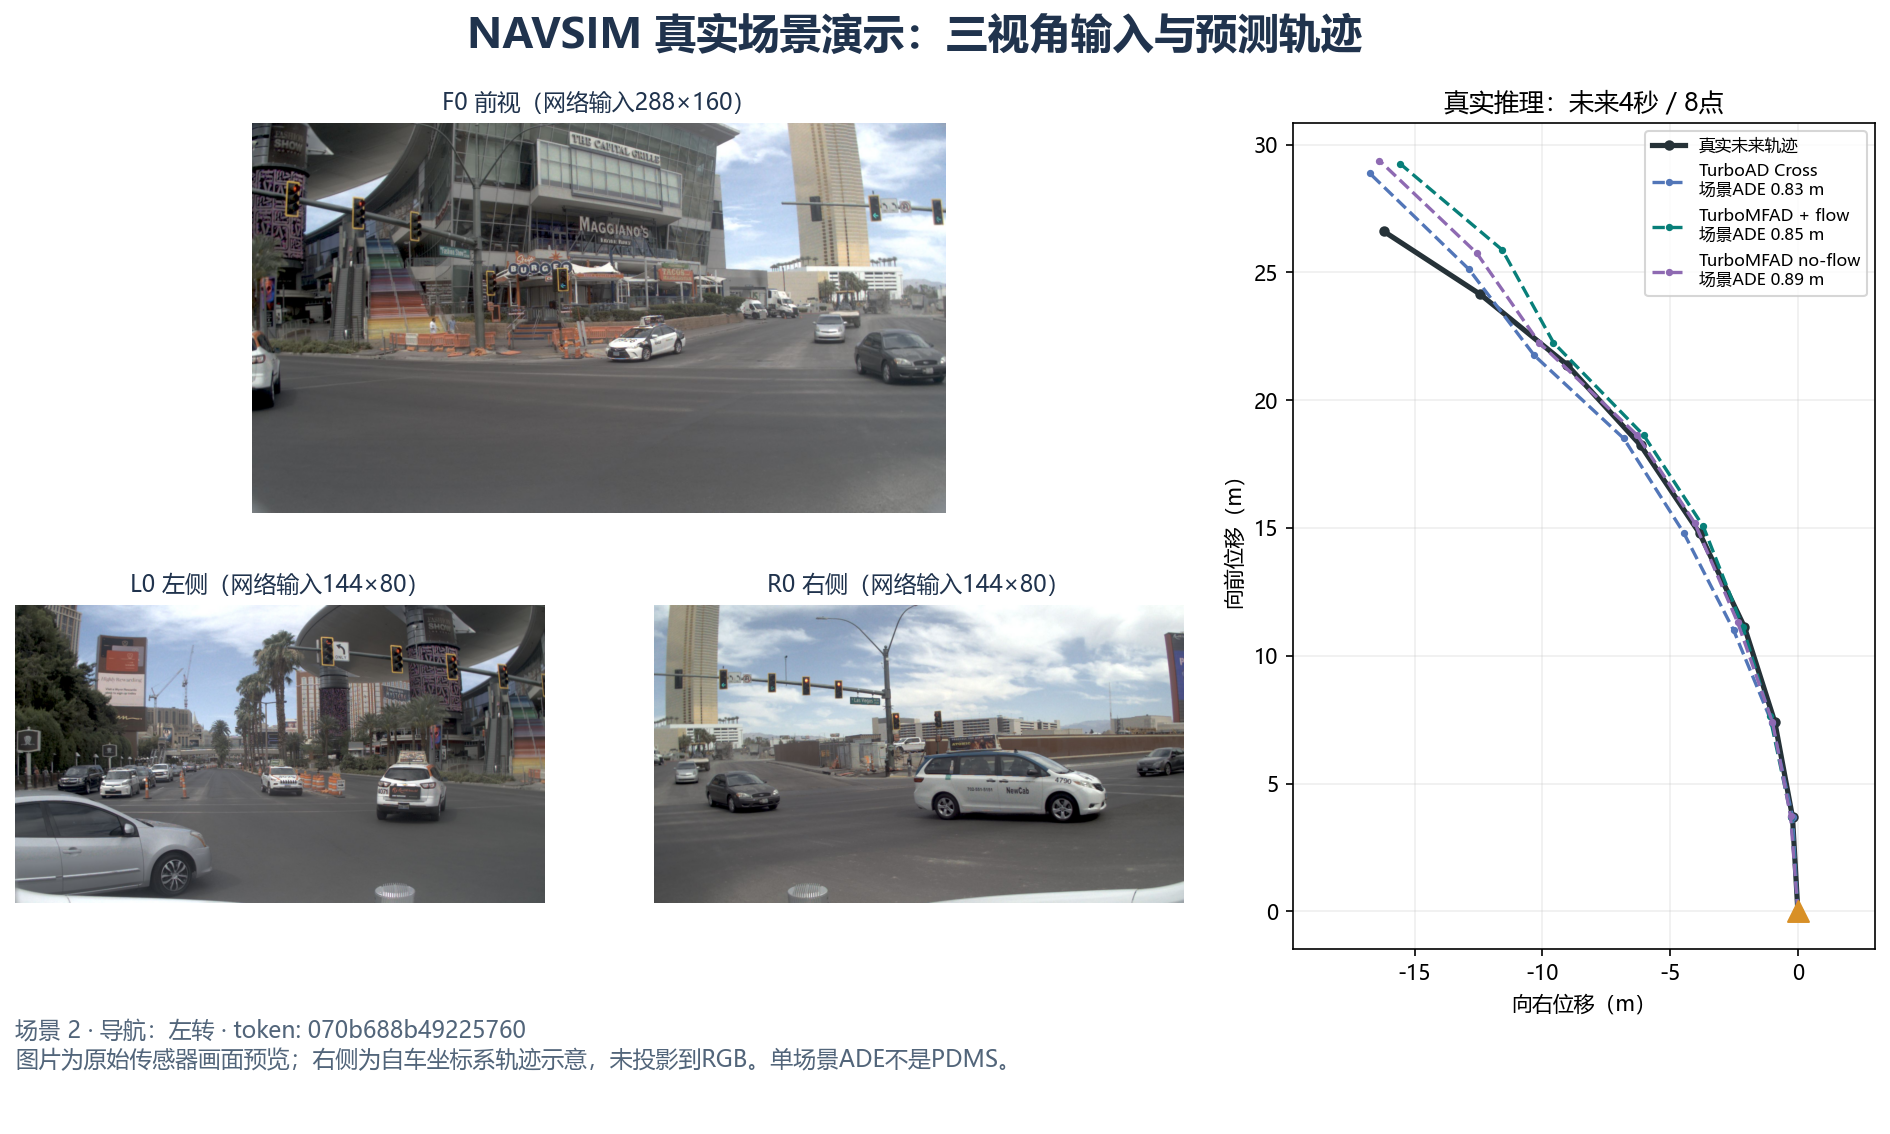 NAVSIM 真实场景演示：三视角输入与预测轨迹
F0 前视（网络输入288×160）
THE CAPITAL GRILLE
MAGGIANO'S
BURGER
TACOS
SHOW
L0 左侧（网络输入144×80）
SHOW
R0 右侧（网络输入144×80）
4790
NewCab
真实推理：未来4秒 / 8点
真实未来轨迹
TurboAD Cross
场景ADE 0.83 m
TurboMFAD + flow
场景ADE 0.85 m
TurboMFAD no-flow
场景ADE 0.89 m
向前位移（m）
30
25
20
15
10
5
0
-15
-10
-5
0
向右位移（m）
场景 2 · 导航：左转 · token: 070b688b49225760
图片为原始传感器画面预览；右侧为自车坐标系轨迹示意，未投影到RGB。单场景ADE不是PDMS。